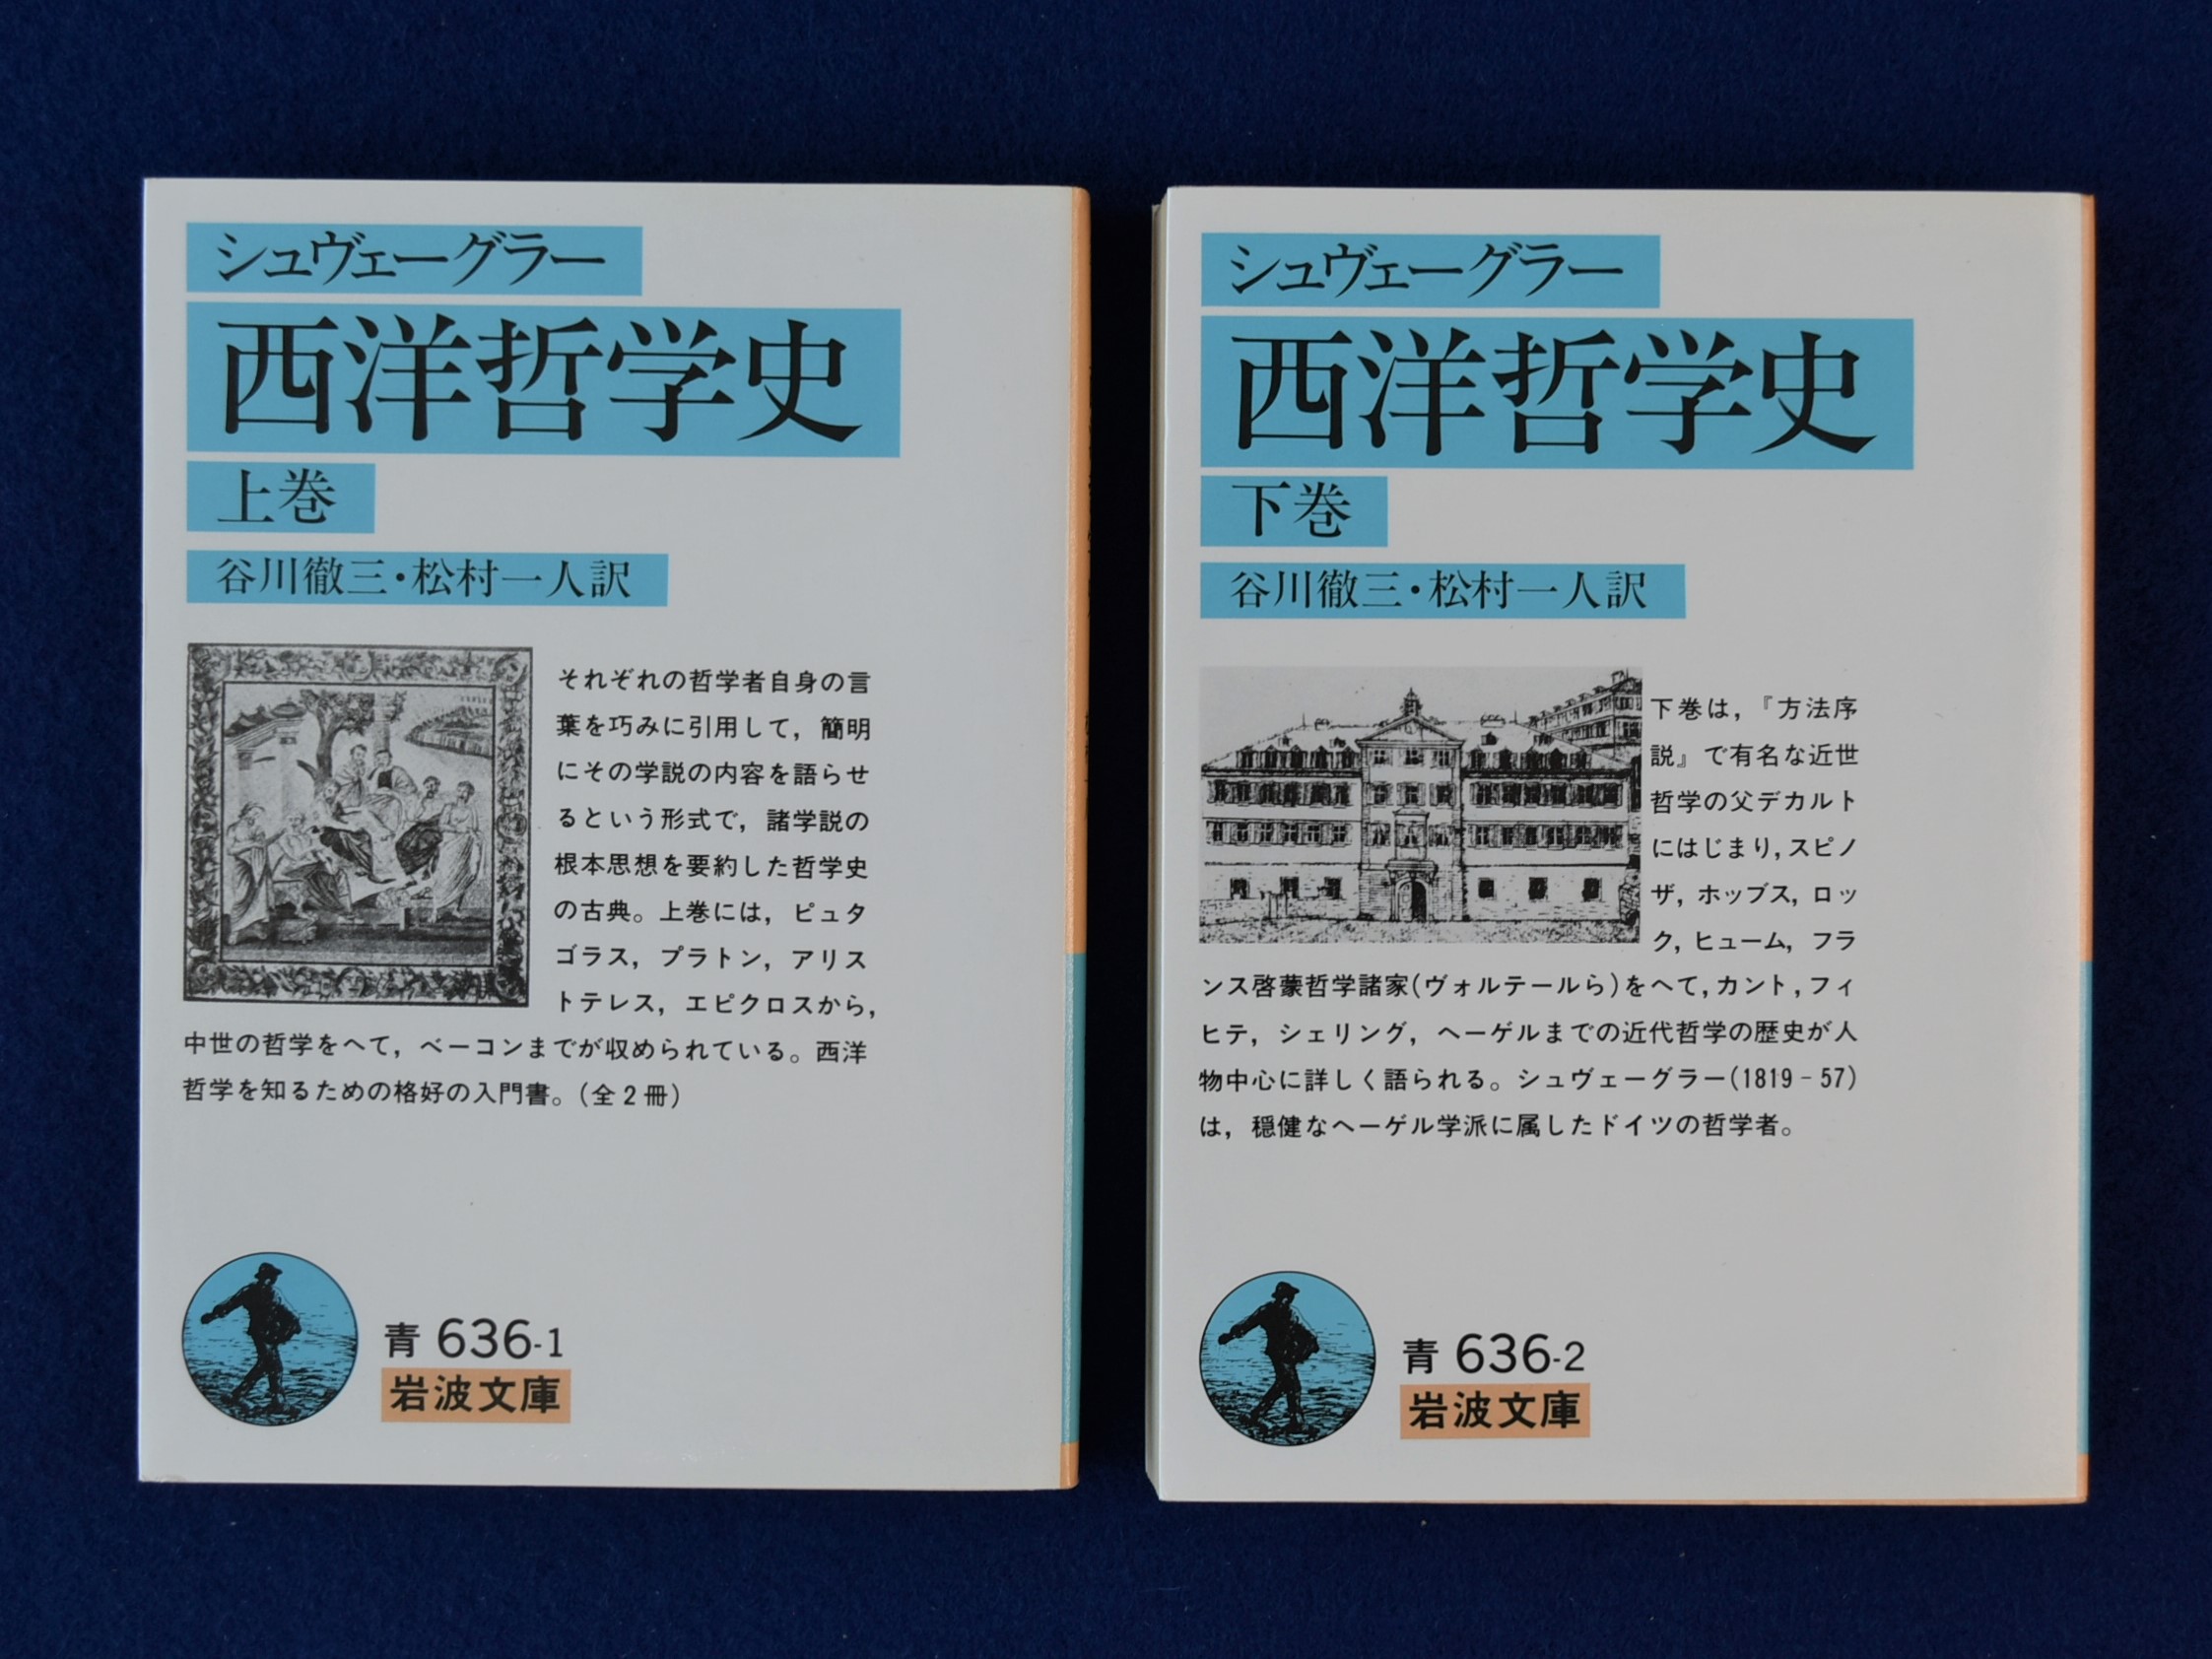 シュヴェーグラー
西洋哲学史
上巻
谷川徹三・松村一人訳
それぞれの哲学者自身の言
葉を巧みに引用して，簡明
にその学説の内容を語らせ
るという形式で，諸学説の
根本思想を要約した哲学史
の古典。上巻には，ピュタ
ゴラス，プラトン，アリス
トテレス，エピクロスから，
中世の哲学をへて，ベーコンまでが収められている。西洋
哲学を知るための格好の入門書。（全2冊）
青 636-1
岩波文庫
シュヴェーグラー
西洋哲学史
下巻
谷川徹三・松村一人訳
下巻は，『方法序
説』で有名な近世
哲学の父デカルト
にはじまり，スピノ
ザ，ホッブス，ロッ
ク，ヒューム，フラ
ンス啓蒙哲学諸家(ヴォルテールら)をへて，カント，フィ
ヒテ，シェリング，ヘーゲルまでの近代哲学の歴史が人
物中心に詳しく語られる。シュヴェーグラー(1819‐57)
は，穏健なヘーゲル学派に属したドイツの哲学者。
青 636-2
岩波文庫